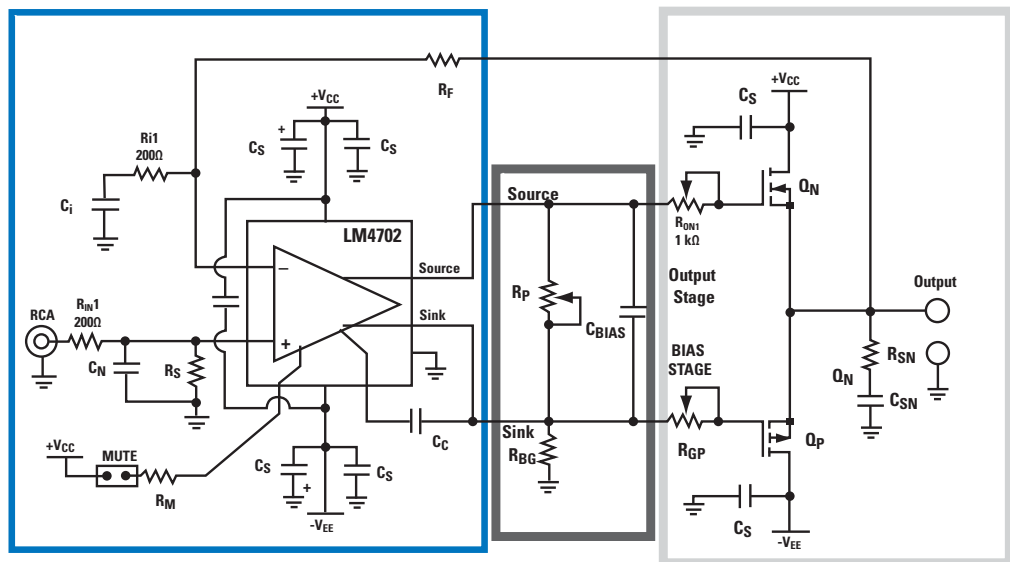 +VCC
RF
+VCC
CS
Ri1
200Ω
CS
+
CS
Ci
Source
QN
LM4702
RON1
1 kΩ
Source
−
RP
Output
Stage
Output
RCA
RIN1
200Ω
Sink
CBIAS
+
CN
RS
BIAS
STAGE
RSN
QN
CSN
CC
Sink
RBG
RGP
QP
+VCC
MUTE
RM
CS
+
CS
CS
-VEE
-VEE